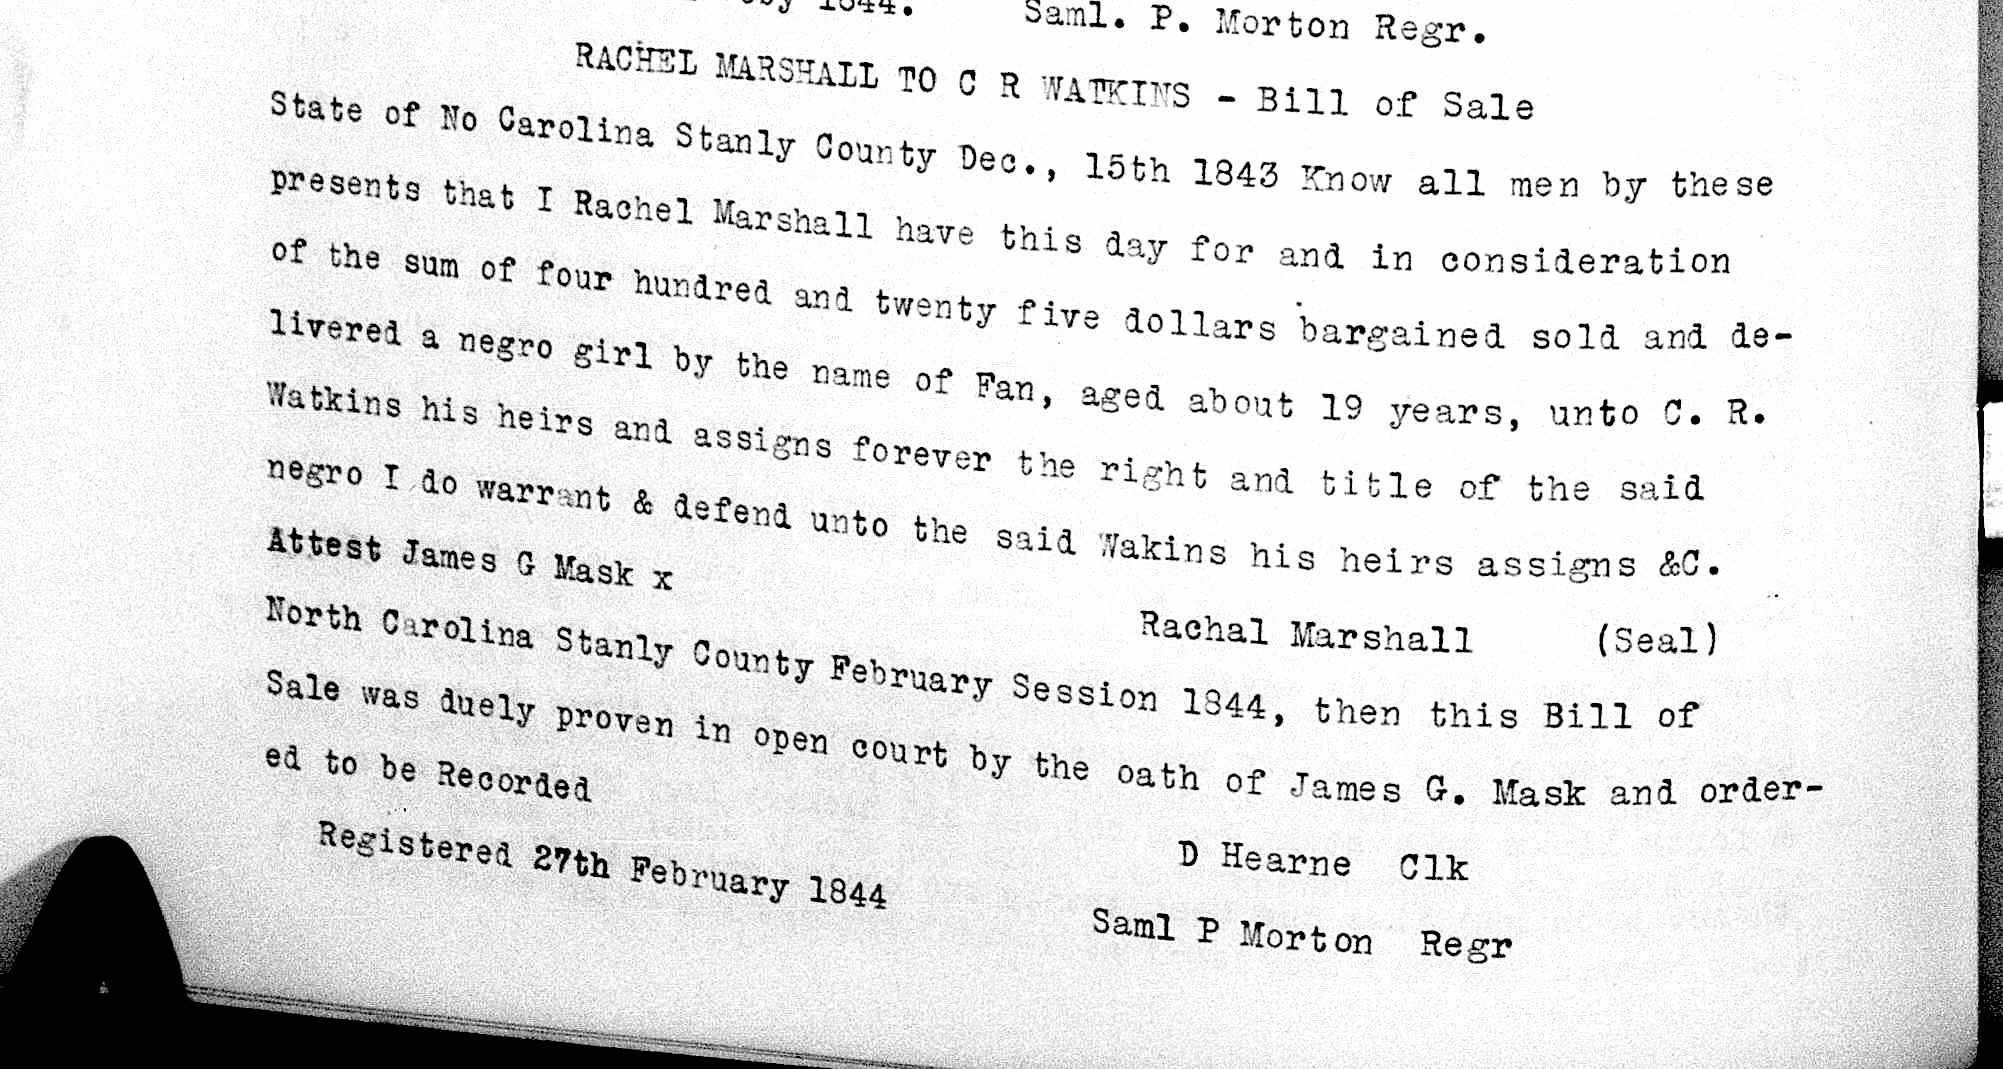 1844. Saml. P. Morton Regr.
RACHEL MARSHALL TO C R WATKINS - Bill of Sale
State of No Carolina Stanly County Dec., 15th 1843 Know all men by these
presents that I Rachel Marshall have this day for and in consideration
of the sum of four hundred and twenty five dollars bargained sold and de-
livered a negro girl by the name of Fan, aged about 19 years, unto C. R.
Watkins his heirs and assigns forever the right and title of the said
negro I do warrant & defend unto the said Wakins his heirs assigns &C.
Attest James G Mask x
Rachal Marshall (Seal)
North Carolina Stanly County February Session 1844, then this Bill of
Sale was duely proven in open court by the oath of James G. Mask and order-
ed to be Recorded
D Hearne Clk
Registered 27th February 1844
Saml P Morton Regr